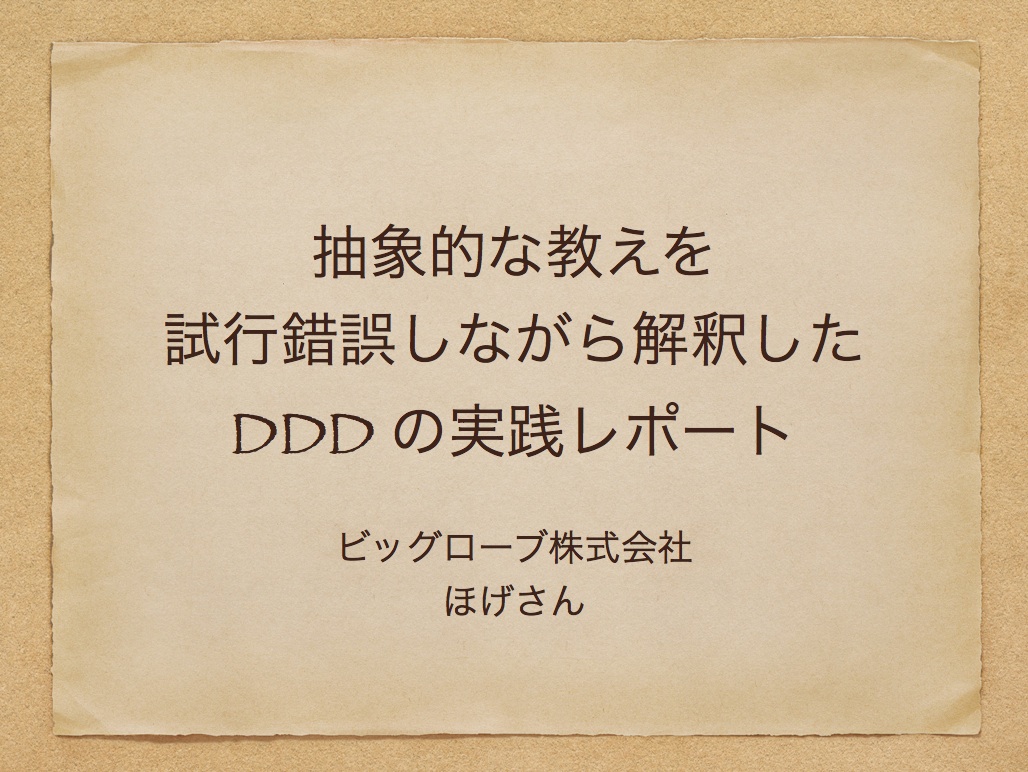 抽象的な教えを
試行錯誤しながら解釈した
DDD の実践レポート
ビッグローブ株式会社
ほげさん